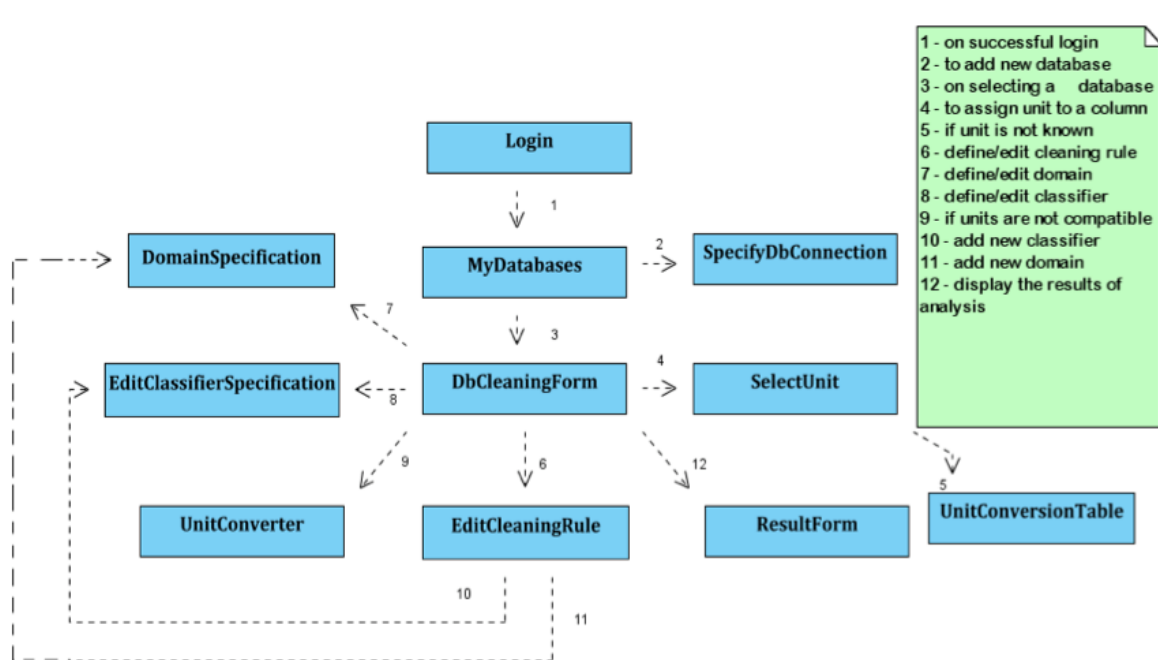 1 - on successful login
2 - to add new database
3 - on selecting a database
4 - to assign unit to a column
5 - if unit is not known
6 - define/edit cleaning rule
7 - define/edit domain
8 - define/edit classifier
9 - if units are not compatible
10 - add new classifier
11 - add new domain
12 - display the results of
analysis
Login
1
DomainSpecification
MyDatabases
2
SpecifyDbConnection
7
3
EditClassifierSpecification
8
DbCleaningForm
4
SelectUnit
9
6
12
5
UnitConverter
EditCleaningRule
ResultForm
UnitConversionTable
10
11